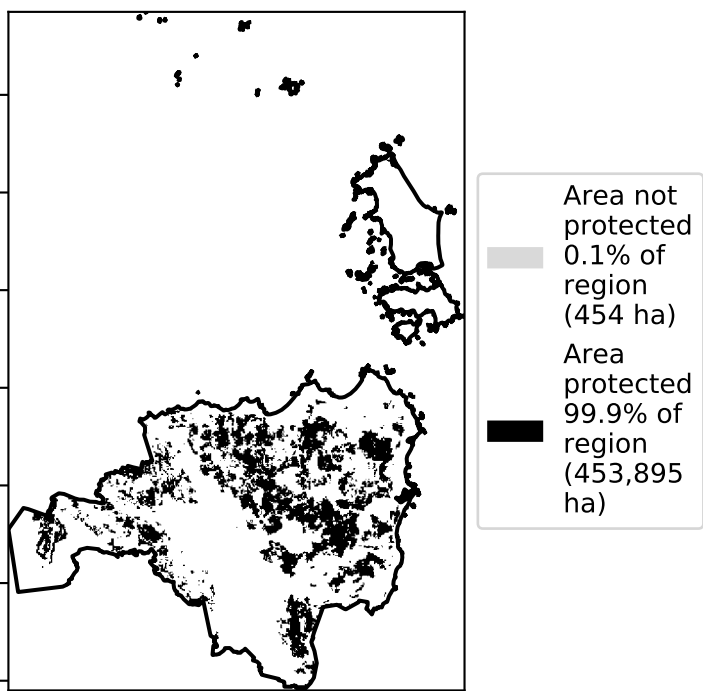 Area not
protected
0.1% of
region
(454 ha)
Area
protected
99.9% of
region
(453,895
ha)